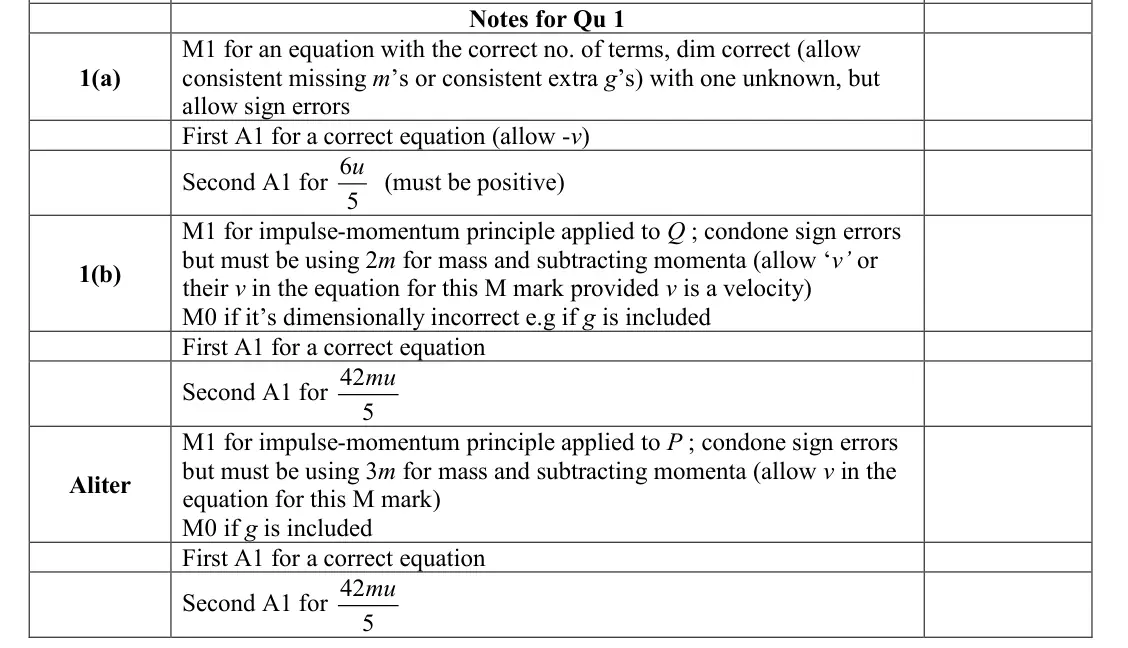 Notes for Qu 1
1(a)
M1 for an equation with the correct no. of terms, dim correct (allow
consistent missing m’s or consistent extra g’s) with one unknown, but
allow sign errors
First A1 for a correct equation (allow -v)
Second A1 for 6u/5 (must be positive)
1(b)
M1 for impulse-momentum principle applied to Q ; condone sign errors
but must be using 2m for mass and subtracting momenta (allow ‘v’ or
their v in the equation for this M mark provided v is a velocity)
M0 if it’s dimensionally incorrect e.g if g is included
First A1 for a correct equation
Second A1 for 42mu/5
Aliter
M1 for impulse-momentum principle applied to P ; condone sign errors
but must be using 3m for mass and subtracting momenta (allow v in the
equation for this M mark)
M0 if g is included
First A1 for a correct equation
Second A1 for 42mu/5